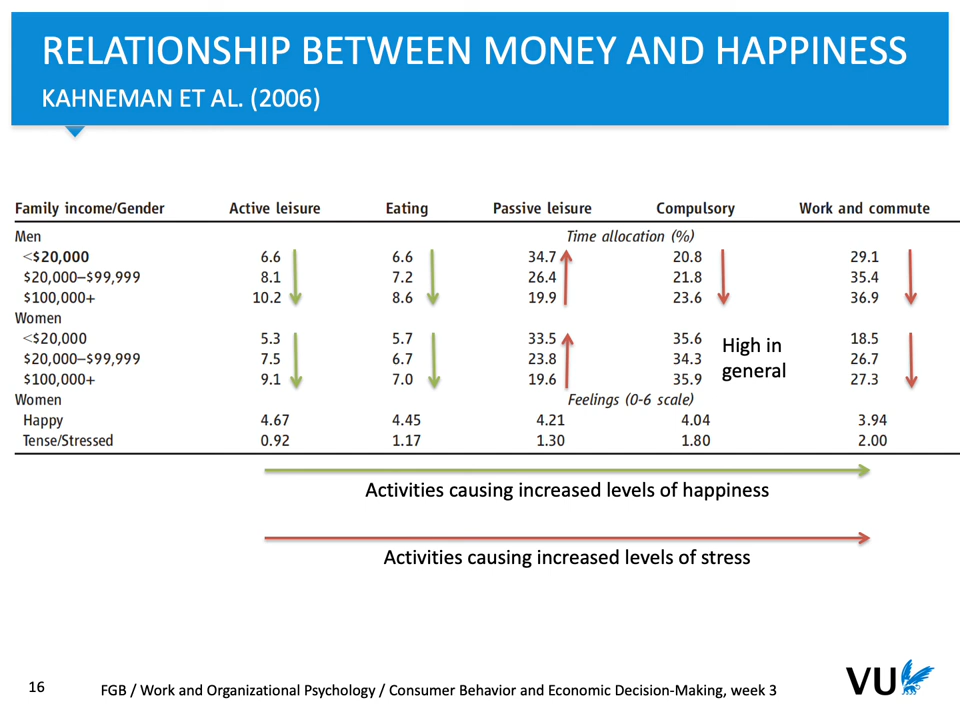 RELATIONSHIP BETWEEN MONEY AND HAPPINESS
KAHNEMAN ET AL. (2006)
Family income/Gender Active leisure Eating Passive leisure Compulsory Work and commute
Men Time allocation (%)
<$20,000 6.6 6.6 34.7 20.8 29.1
$20,000–$99,999 8.1 7.2 26.4 21.8 35.4
$100,000+ 10.2 8.6 19.9 23.6 36.9
Women
<$20,000 5.3 5.7 33.5 35.6 18.5
$20,000–$99,999 7.5 6.7 23.8 34.3 26.7
$100,000+ 9.1 7.0 19.6 35.9 27.3
High in
general
Women Feelings (0-6 scale)
Happy 4.67 4.45 4.21 4.04 3.94
Tense/Stressed 0.92 1.17 1.30 1.80 2.00
Activities causing increased levels of happiness
Activities causing increased levels of stress
16 FGB / Work and Organizational Psychology / Consumer Behavior and Economic Decision-Making, week 3
VU